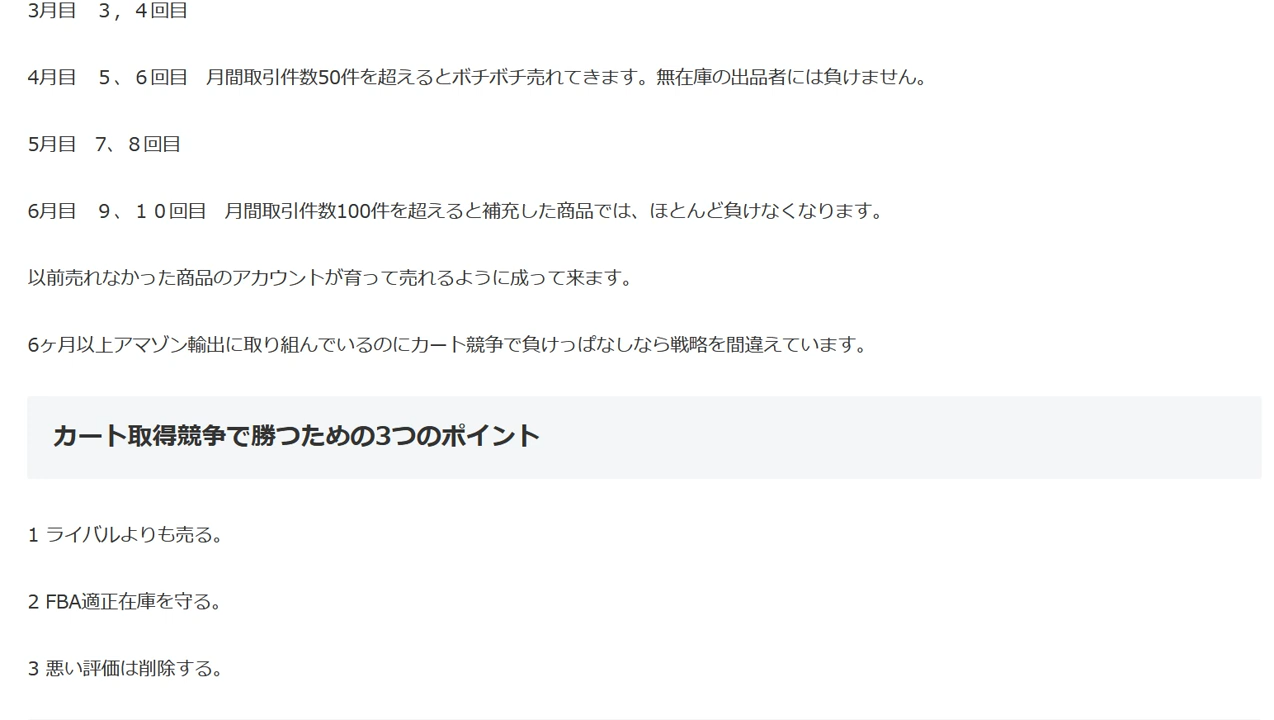 3月目　３，４回目
4月目　５、６回目　月間取引件数50件を超えるとボチボチ売れてきます。無在庫の出品者には負けません。
5月目　7、８回目
6月目　９、１０回目　月間取引件数100件を超えると補充した商品では、ほとんど負けなくなります。
以前売れなかった商品のアカウントが育って売れるように成って来ます。
6ヶ月以上アマゾン輸出に取り組んでいるのにカート競争で負けっぱなしなら戦略を間違えています。
カート取得競争で勝つための3つのポイント
1 ライバルよりも売る。
2 FBA適正在庫を守る。
3 悪い評価は削除する。